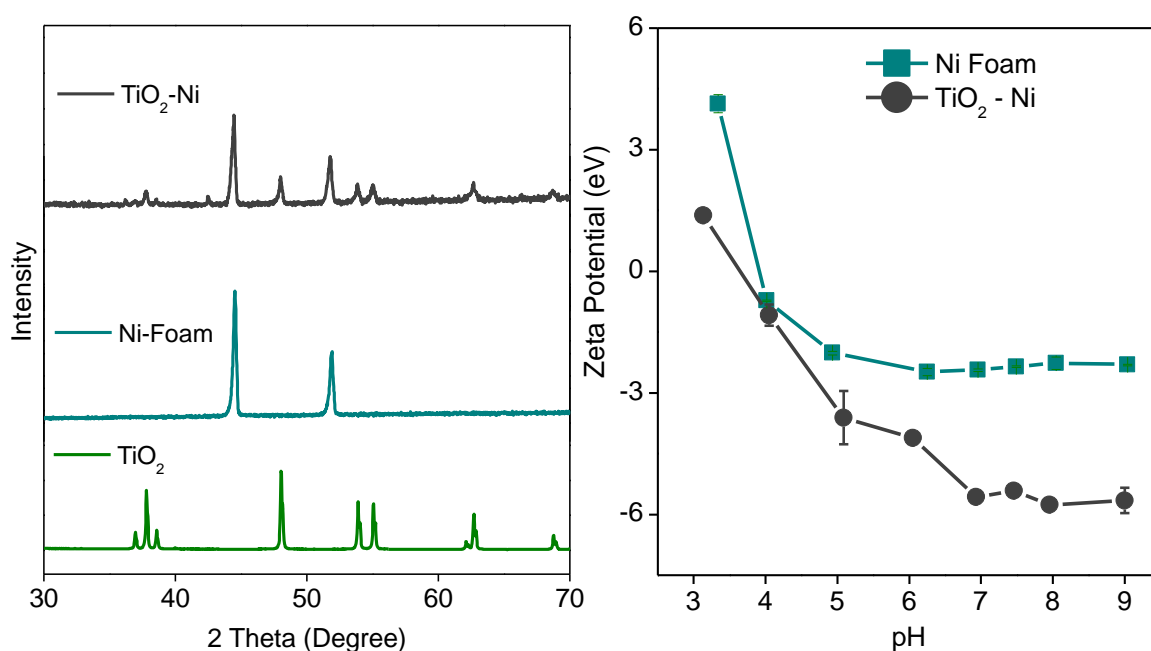 TiO2-Ni
Ni-Foam
TiO2
Intensity
30 40 50 60 70
2 Theta (Degree)
Ni Foam
TiO2 - Ni
6
3
0
-3
-6
Zeta Potential (eV)
3 4 5 6 7 8 9
pH